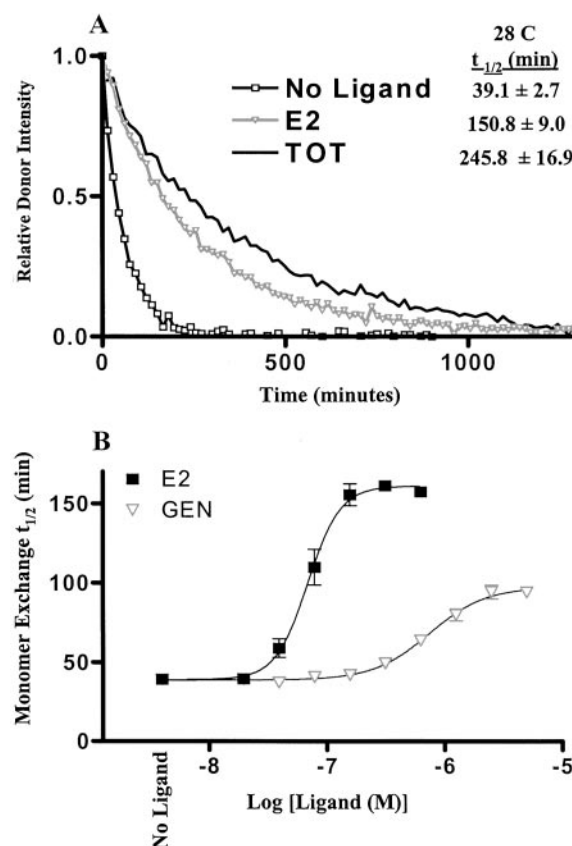 A
28 C
t 1/2 (min)
No Ligand 39.1 ± 2.7
E2 150.8 ± 9.0
TOT 245.8 ± 16.9
1.0
0.5
0.0
Relative Donor Intensity
0 500 1000
Time (minutes)
B
E2
GEN
150
100
50
0
Monomer Exchange t1/2 (min)
No Ligand
-8 -7 -6 -5
Log [Ligand (M)]